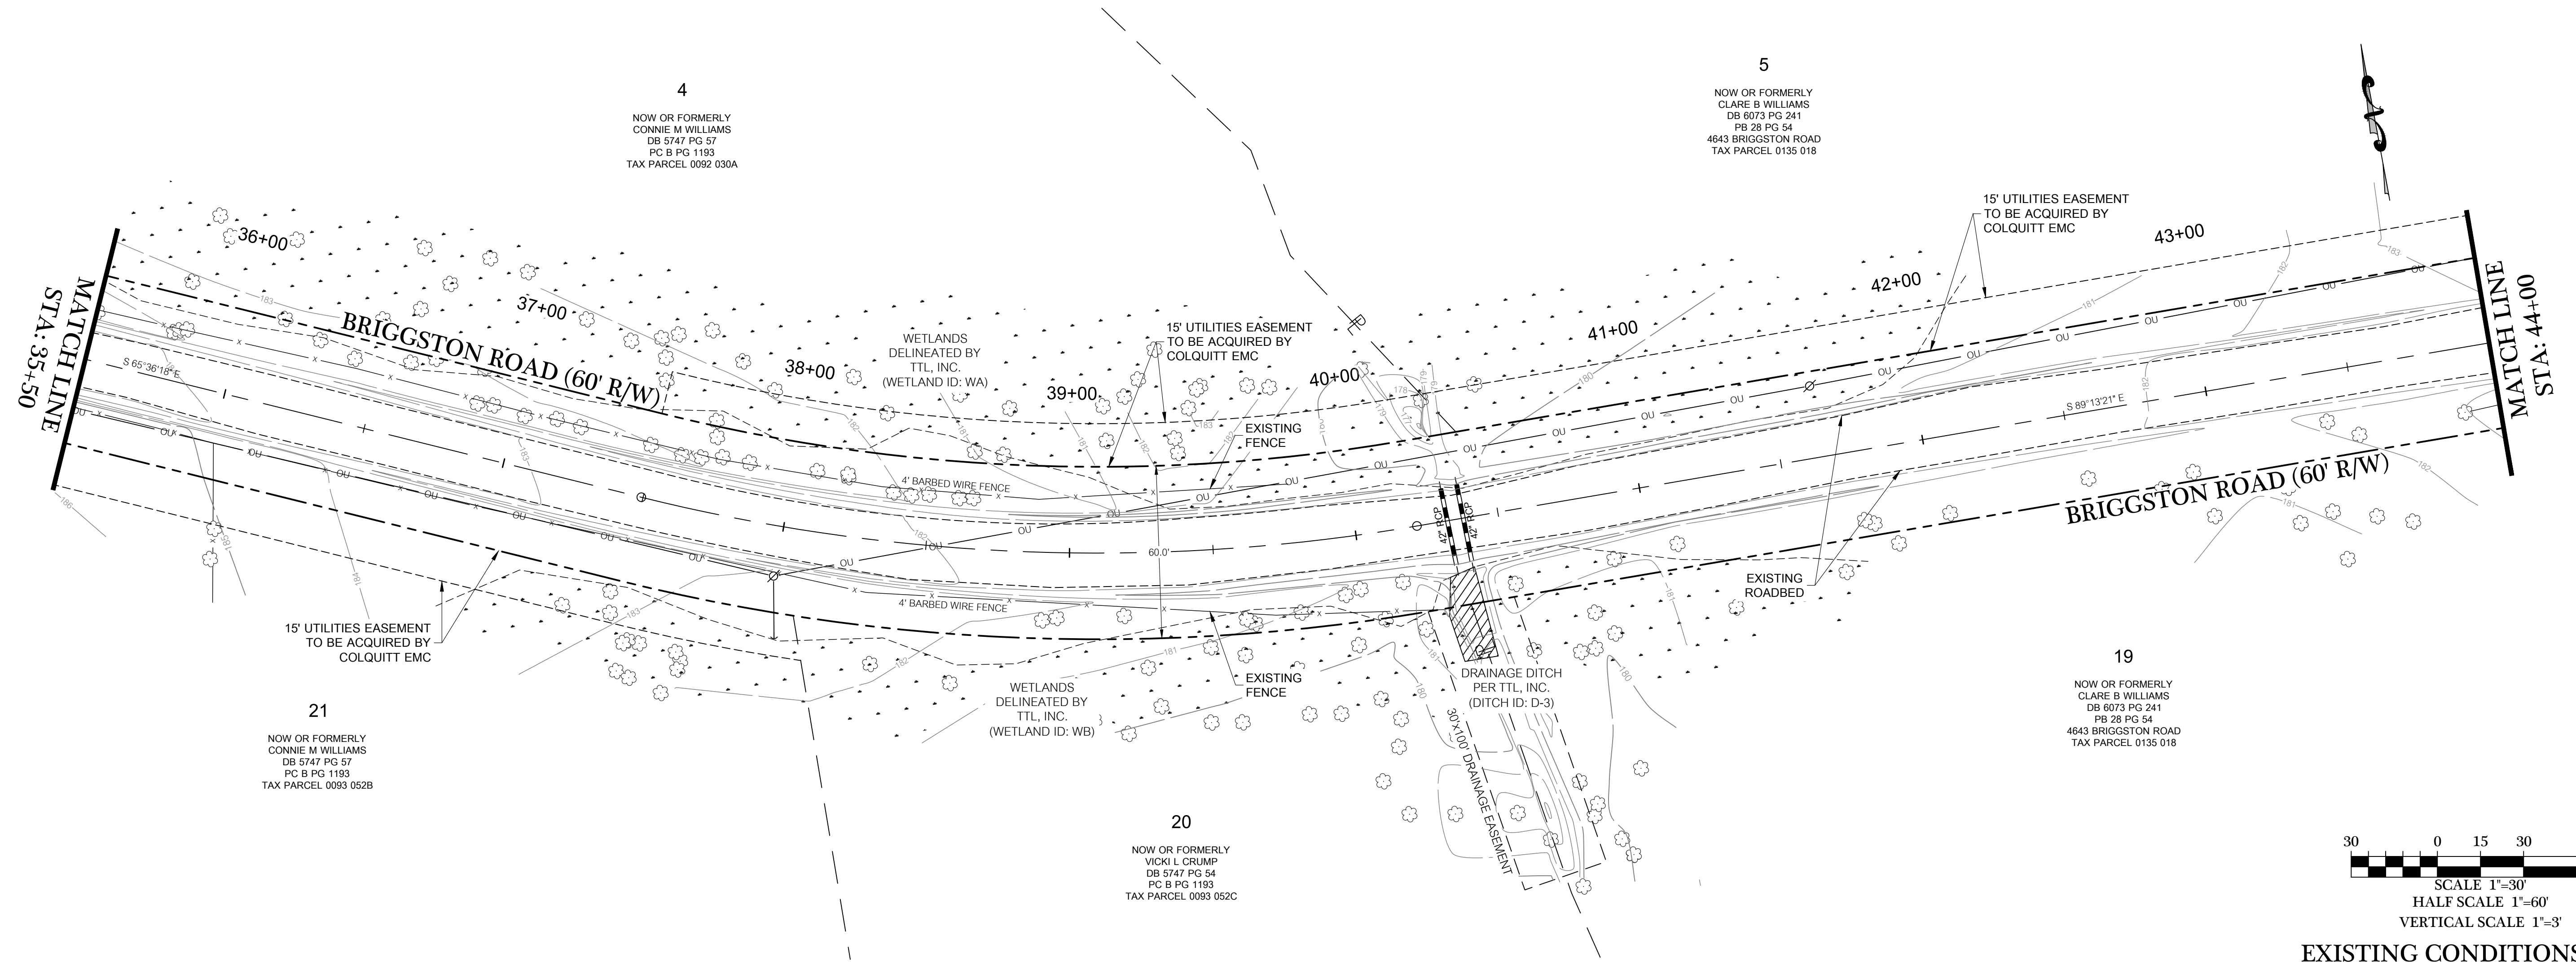 4
NOW OR FORMERLY
CONNIE M WILLIAMS
DB 5747 PG 57
PC B PG 1193
TAX PARCEL 0092 030A
5
NOW OR FORMERLY
CLARE B WILLIAMS
DB 6073 PG 241
PB 28 PG 54
4643 BRIGGSTON ROAD
TAX PARCEL 0135 018
15' UTILITIES EASEMENT
TO BE ACQUIRED BY
COLQUITT EMC
36+00
37+00
38+00
39+00
40+00
41+00
42+00
43+00
MATCH LINE
STA: 35+50
MATCH LINE
STA: 44+00
BRIGGSTON ROAD (60' R/W)
WETLANDS
DELINEATED BY
TTL, INC.
(WETLAND ID: WA)
15' UTILITIES EASEMENT
TO BE ACQUIRED BY
COLQUITT EMC
EXISTING
FENCE
S 65°36'18" E
S 89°13'21" E
4' BARBED WIRE FENCE
60.0'
42" RCP
42" RCP
4' BARBED WIRE FENCE
BRIGGSTON ROAD (60' R/W)
EXISTING
ROADBED
15' UTILITIES EASEMENT
TO BE ACQUIRED BY
COLQUITT EMC
EXISTING
FENCE
WETLANDS
DELINEATED BY
TTL, INC.
(WETLAND ID: WB)
DRAINAGE DITCH
PER TTL, INC.
(DITCH ID: D-3)
30'x100' DRAINAGE EASEMENT
21
NOW OR FORMERLY
CONNIE M WILLIAMS
DB 5747 PG 57
PC B PG 1193
TAX PARCEL 0093 052B
20
NOW OR FORMERLY
VICKI L CRUMP
DB 5747 PG 54
PC B PG 1193
TAX PARCEL 0093 052C
19
NOW OR FORMERLY
CLARE B WILLIAMS
DB 6073 PG 241
PB 28 PG 54
4643 BRIGGSTON ROAD
TAX PARCEL 0135 018
30 0 15 30
SCALE 1"=30'
HALF SCALE 1"=60'
VERTICAL SCALE 1"=3'
EXISTING CONDITIONS